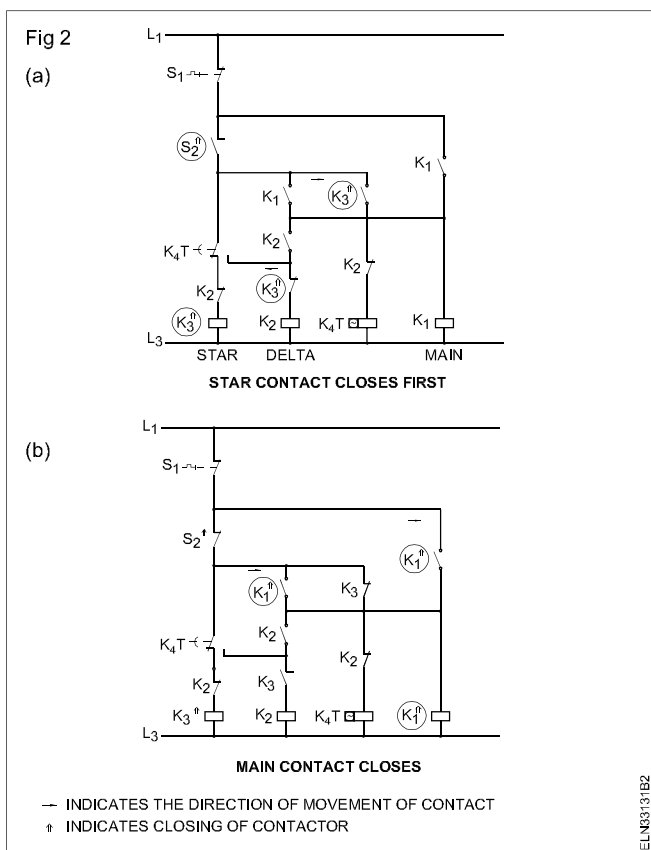 Fig 2
(a)
L1
S1
S2
K1
K1
K3
K4T
K2
K2
K3
K2
K3
K2
K4T
K1
L3
STAR DELTA MAIN
STAR CONTACT CLOSES FIRST
(b)
L1
S1
S2
K1
K1
K3
K4T
K2
K2
K2
K3
K3
K2
K4T
K1
L3
MAIN CONTACT CLOSES
→ INDICATES THE DIRECTION OF MOVEMENT OF CONTACT
⇑ INDICATES CLOSING OF CONTACTOR
ELN33131B2